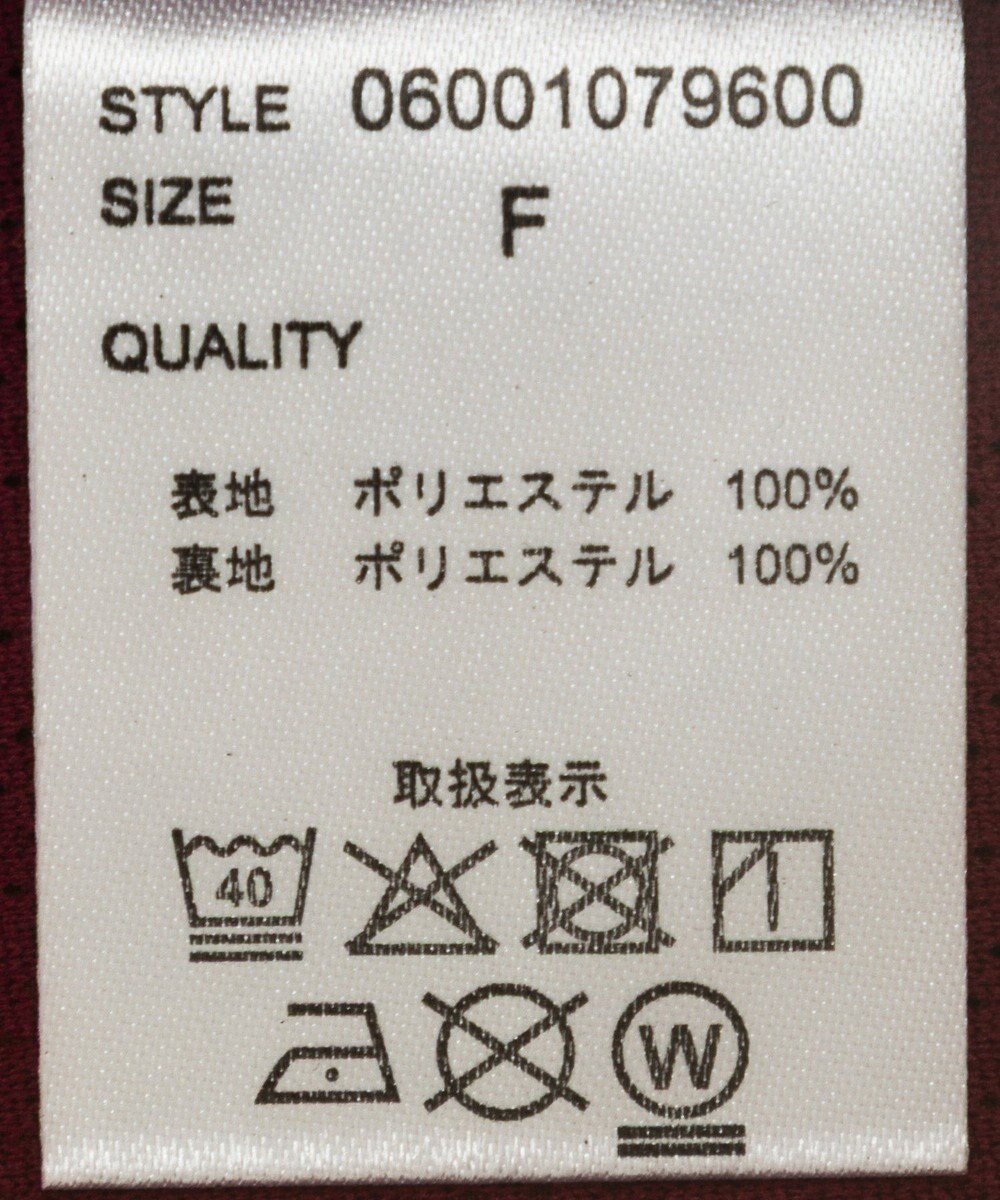 STYLE 06001079600
SIZE F
QUALITY
表地 ポリエステル 100%
裏地 ポリエステル 100%
取扱表示
40
W